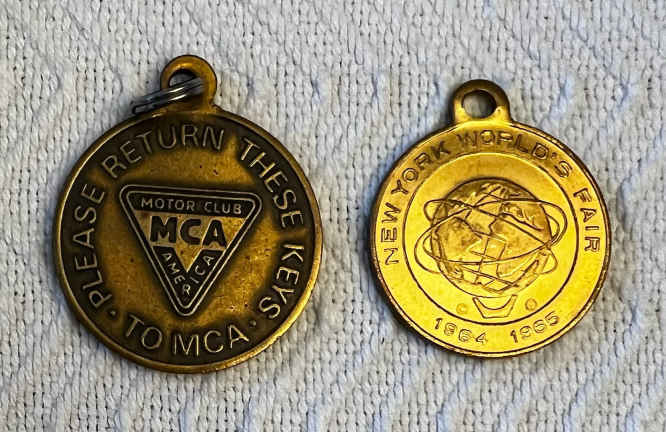 PLEASE RETURN THESE KEYS
· TO MCA ·
MOTOR CLUB
MCA
AMERICA
NEW YORK WORLD'S FAIR
1964 1965